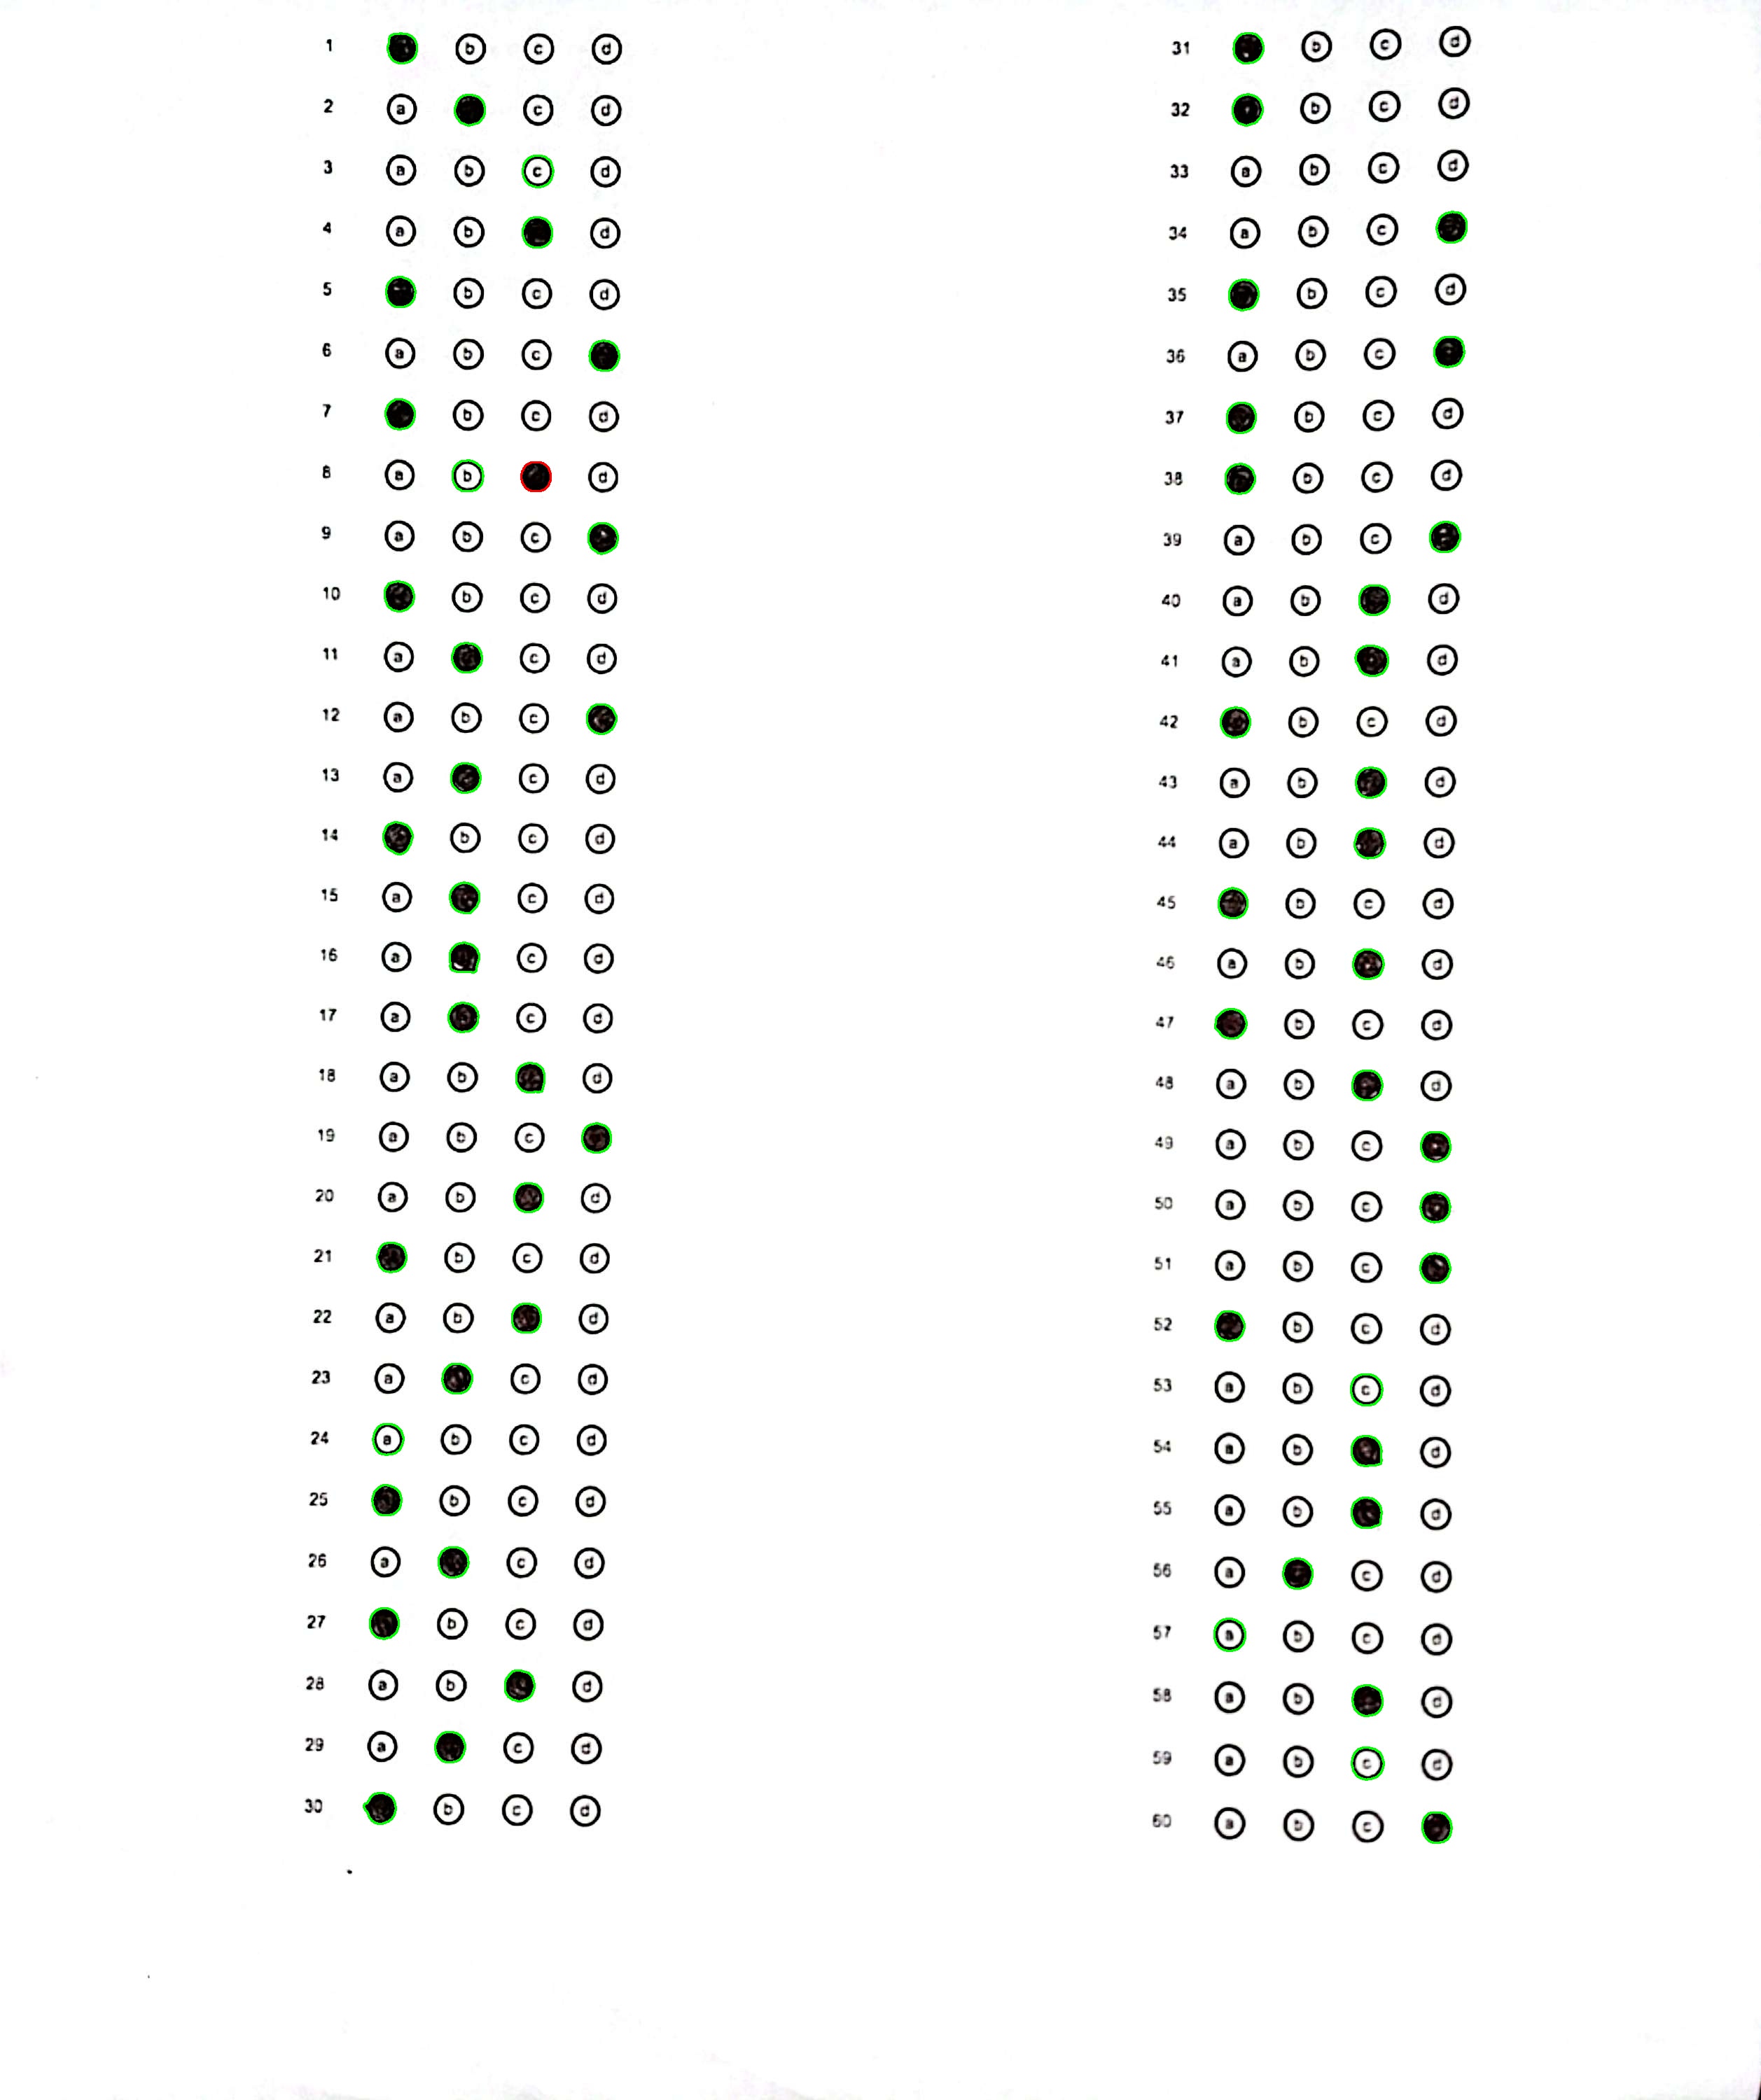 1 b c d
2 a c d
3 a b c d
4 a b d
5 b c d
6 a b c
7 b c d
8 a b d
9 a b c
10 b c d
11 a c d
12 a b c
13 a c d
14 b c d
15 a c d
16 a c d
17 a c d
18 a b d
19 a b c
20 a b d
21 b c d
22 a b d
23 a c d
24 a b c d
25 b c d
26 a c d
27 b c d
28 a b d
29 a c d
30 b c d
31 b c d
32 b c d
33 a b c d
34 a b c
35 b c d
36 a b c
37 b c d
38 b c d
39 a b c
40 a b d
41 a b d
42 b c d
43 a b d
44 a b d
45 b c d
46 a b d
47 b c d
48 a b d
49 a b c
50 a b c
51 a b c
52 b c d
53 a b c d
54 a b d
55 a b d
56 a c d
57 a b c d
58 a b d
59 a b c d
60 a b c